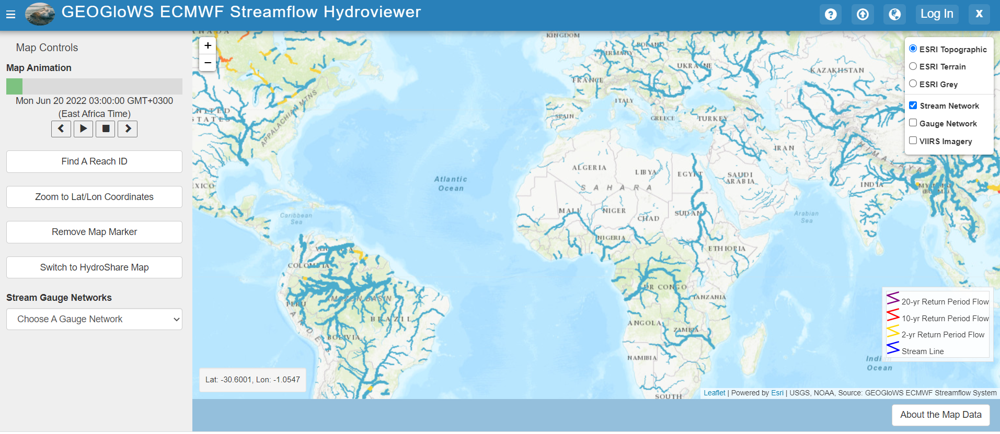 GEOGloWS ECMWF Streamflow Hydroviewer
Log In
X
Map Controls
Map Animation
Mon Jun 20 2022 03:00:00 GMT+0300
(East Africa Time)
Find A Reach ID
Zoom to Lat/Lon Coordinates
Remove Map Marker
Switch to HydroShare Map
Stream Gauge Networks
Choose A Gauge Network
+
−
ESRI Topographic
ESRI Terrain
ESRI Grey
Stream Network
Gauge Network
VIIRS Imagery
KINGDOM
POLAND
GERMANY
UKRAINE
KAZAKHSTAN
FRANCE
ITALY
SPAIN
GREECE
TURKEY
APPALACHIAN MTNS
IRAN
HIMALAYA
ALGERIA
LIBYA
EGYPT
SAUDI
ARABIA
SAHARA
INDIA
Atlantic
Ocean
MALI
NIGER
CHAD
SUDAN
Caribbean
Sea
Arabian
Sea
NIGERIA
ETHIOPIA
COLOMBIA
DR CONGO
TANZANIA
PERU
BRAZIL
BOLIVIA
ANGOLA
ZAMBIA
NAMIBIA
SOUTH
Ocean
20-yr Return Period Flow
10-yr Return Period Flow
2-yr Return Period Flow
Stream Line
Lat: -30.6001, Lon: -1.0547
Leaflet | Powered by Esri | USGS, NOAA, Source: GEOGloWS ECMWF Streamflow System
About the Map Data